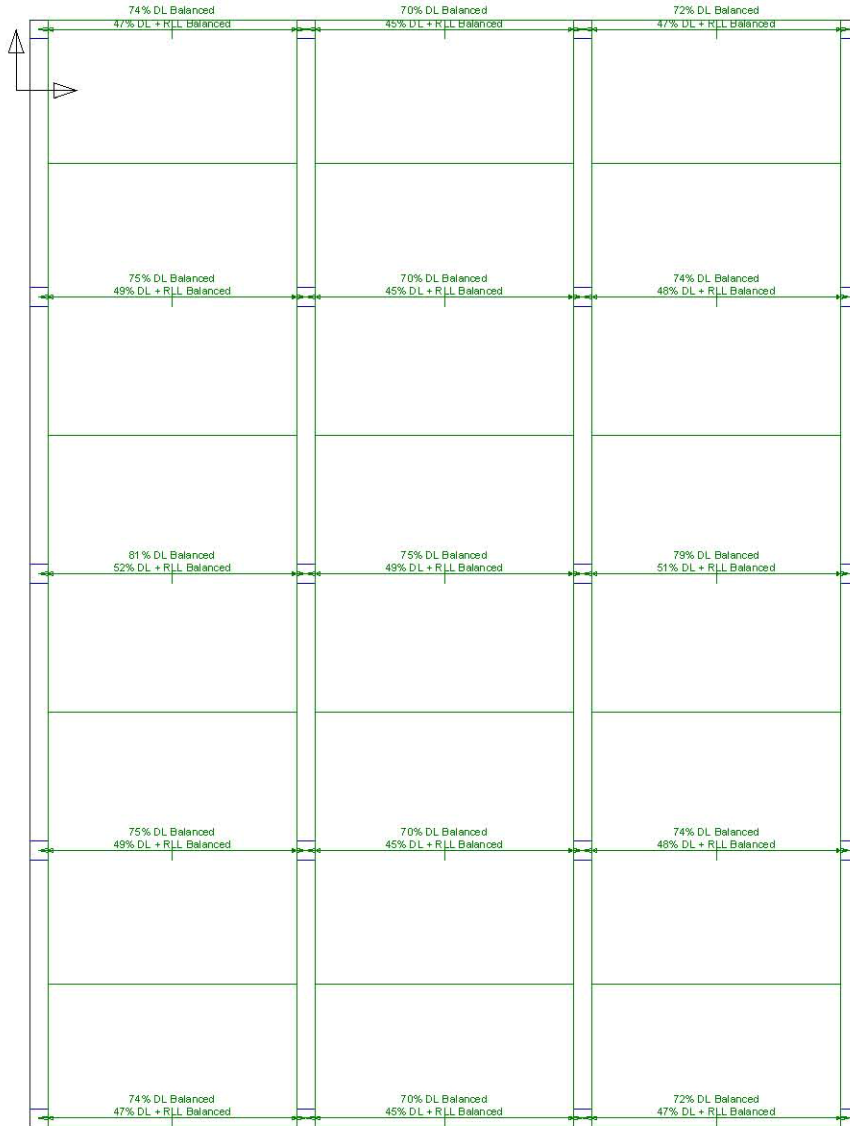 74% DL Balanced
47% DL + RLL Balanced
70% DL Balanced
45% DL + RLL Balanced
72% DL Balanced
47% DL + RLL Balanced
75% DL Balanced
49% DL + RLL Balanced
70% DL Balanced
45% DL + RLL Balanced
74% DL Balanced
48% DL + RLL Balanced
81% DL Balanced
52% DL + RLL Balanced
75% DL Balanced
49% DL + RLL Balanced
79% DL Balanced
51% DL + RLL Balanced
75% DL Balanced
49% DL + RLL Balanced
70% DL Balanced
45% DL + RLL Balanced
74% DL Balanced
48% DL + RLL Balanced
74% DL Balanced
47% DL + RLL Balanced
70% DL Balanced
45% DL + RLL Balanced
72% DL Balanced
47% DL + RLL Balanced